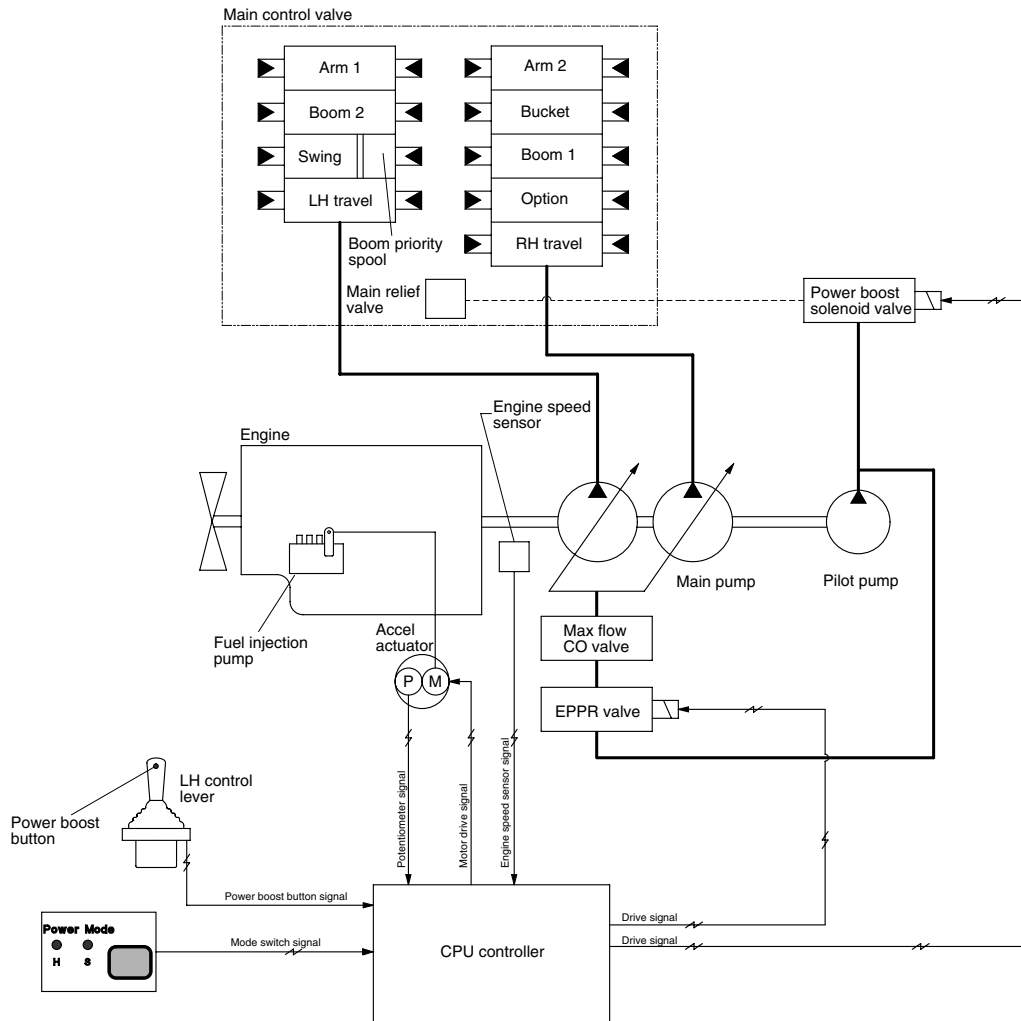 Main control valve
Arm 1
Arm 2
Boom 2
Bucket
Swing
Boom 1
LH travel
Option
Boom priority
spool
RH travel
Main relief
valve
Power boost
solenoid valve
Engine speed
sensor
Engine
Main pump
Pilot pump
Fuel injection
pump
Accel
actuator
Max flow
CO valve
P
M
EPPR valve
LH control
lever
Power boost
button
Potentiometer signal
Motor drive signal
Engine speed sensor signal
Power boost button signal
Power Mode
H
S
Mode switch signal
CPU controller
Drive signal
Drive signal